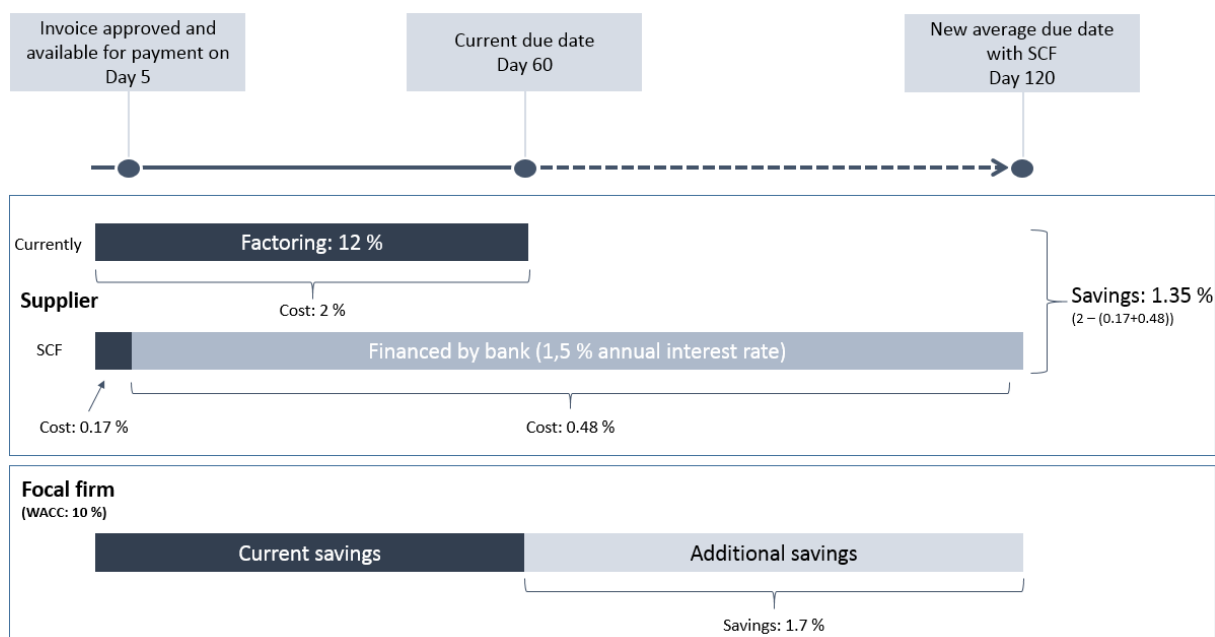 Invoice approved and
available for payment on
Day 5
Current due date
Day 60
New average due date
with SCF
Day 120
Currently
Factoring: 12 %
Cost: 2 %
Supplier
Savings: 1.35 %
(2 – (0.17+0.48))
SCF
Financed by bank (1,5 % annual interest rate)
Cost: 0.17 %
Cost: 0.48 %
Focal firm
(WACC: 10 %)
Current savings
Additional savings
Savings: 1.7 %